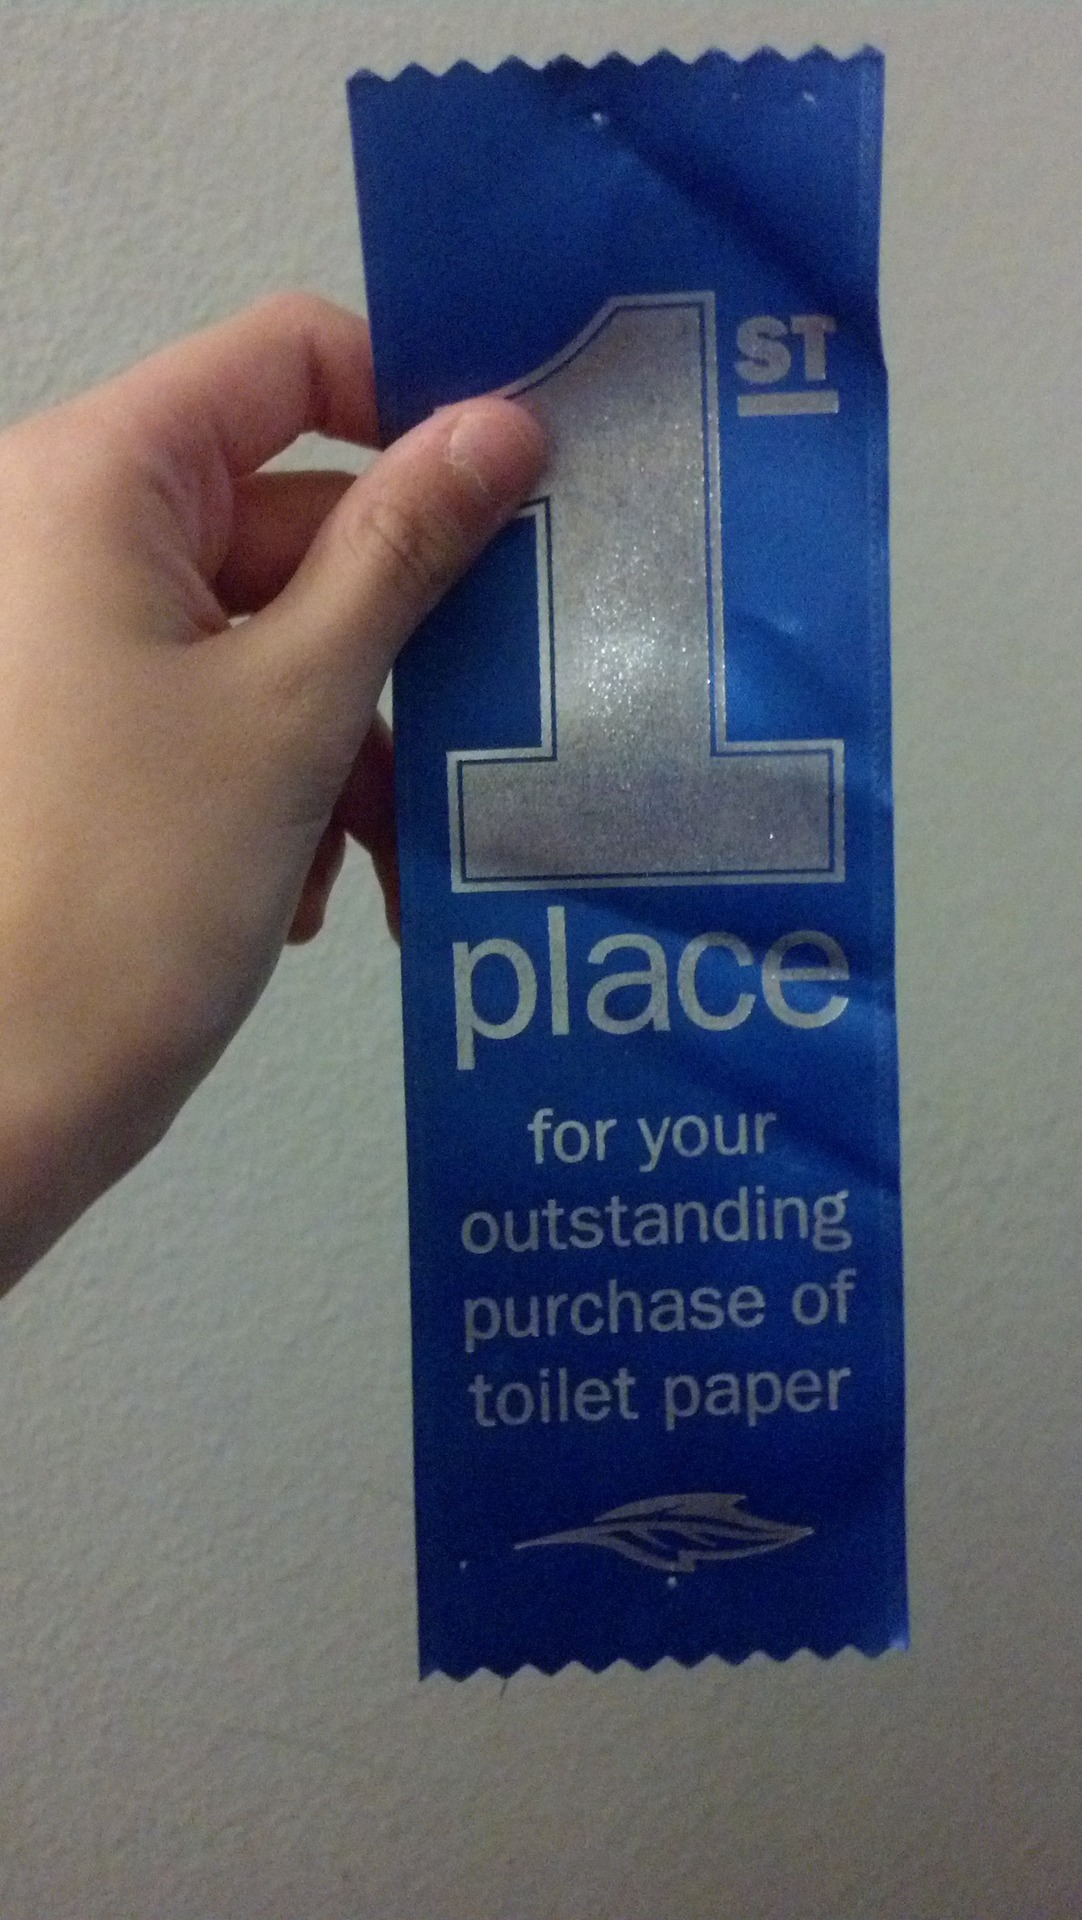 1ST
place
for your
outstanding
purchase of
toilet paper